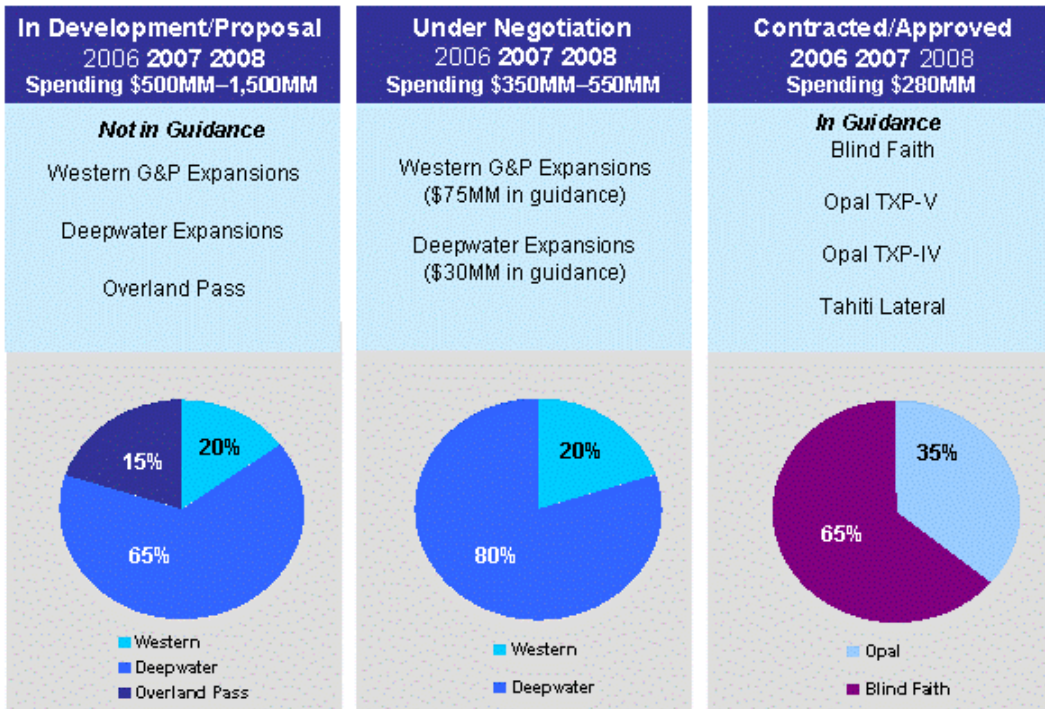 In Development/Proposal
2006 2007 2008
Spending $500MM–1,500MM
Not in Guidance
Western G&P Expansions
Deepwater Expansions
Overland Pass
15%
20%
65%
Western
Deepwater
Overland Pass
Under Negotiation
2006 2007 2008
Spending $350MM–550MM
Western G&P Expansions
($75MM in guidance)
Deepwater Expansions
($30MM in guidance)
20%
80%
Western
Deepwater
Contracted/Approved
2006 2007 2008
Spending $280MM
In Guidance
Blind Faith
Opal TXP-V
Opal TXP-IV
Tahiti Lateral
35%
65%
Opal
Blind Faith